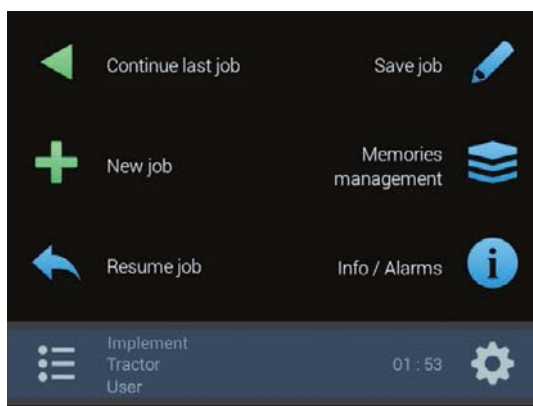 Continue last job
Save job
New job
Memories
management
Resume job
Info / Alarms
Implement
Tractor
User
01 : 53